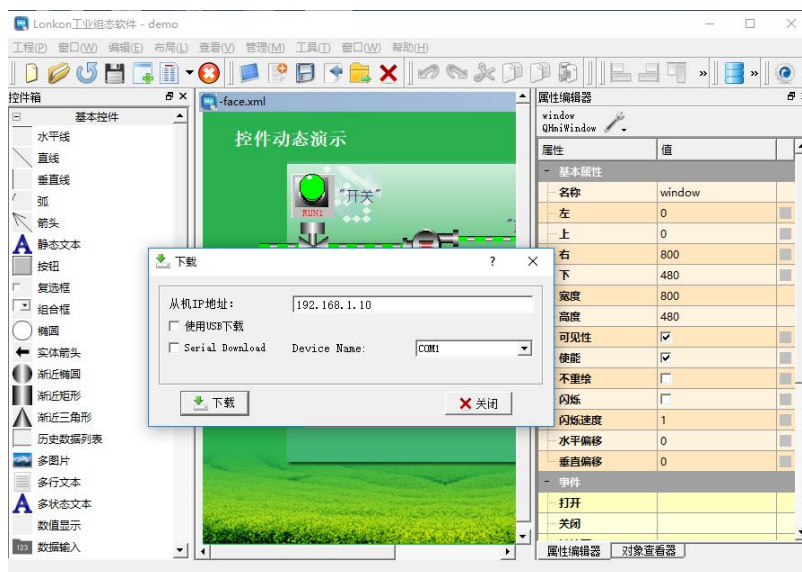 Lonkon工业组态软件 - demo
工程(P) 窗口(W) 编辑(E) 布局(L) 查看(V) 管理(M) 工具(T) 窗口(W) 帮助(H)
控件箱
基本控件
水平线
直线
垂直线
弧
箭头
静态文本
按钮
复选框
组合框
椭圆
实体箭头
渐近椭圆
渐近矩形
渐近三角形
历史数据列表
多图片
多行文本
多状态文本
数值显示
数据输入
-face.xml
控件动态演示
"开关"
RUN1
下载
从机IP地址: 192.168.1.10
使用USB下载
Serial Download Device Name: COM1
下载 关闭
属性编辑器
window
QHmiWindow
属性 值
基本属性
名称 window
左 0
上 0
右 800
下 480
宽度 800
高度 480
可见性
使能
不重绘
闪烁
闪烁速度 1
水平偏移 0
垂直偏移 0
事件
打开
关闭
属性编辑器 对象查看器